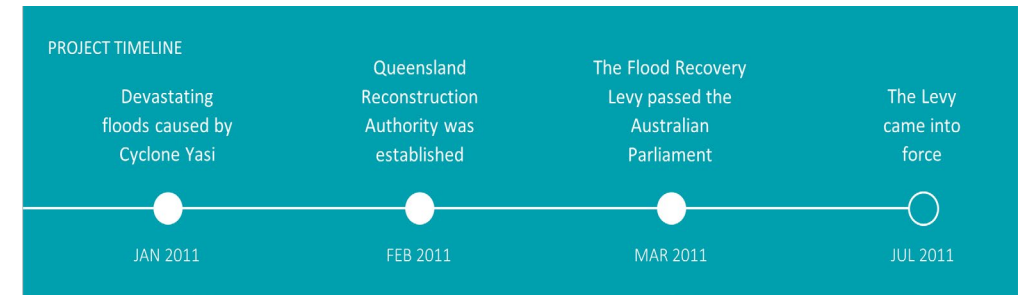 PROJECT TIMELINE
Devastating
floods caused by
Cyclone Yasi
Queensland
Reconstruction
Authority was
established
The Flood Recovery
Levy passed the
Australian
Parliament
The Levy
came into
force
JAN 2011
FEB 2011
MAR 2011
JUL 2011